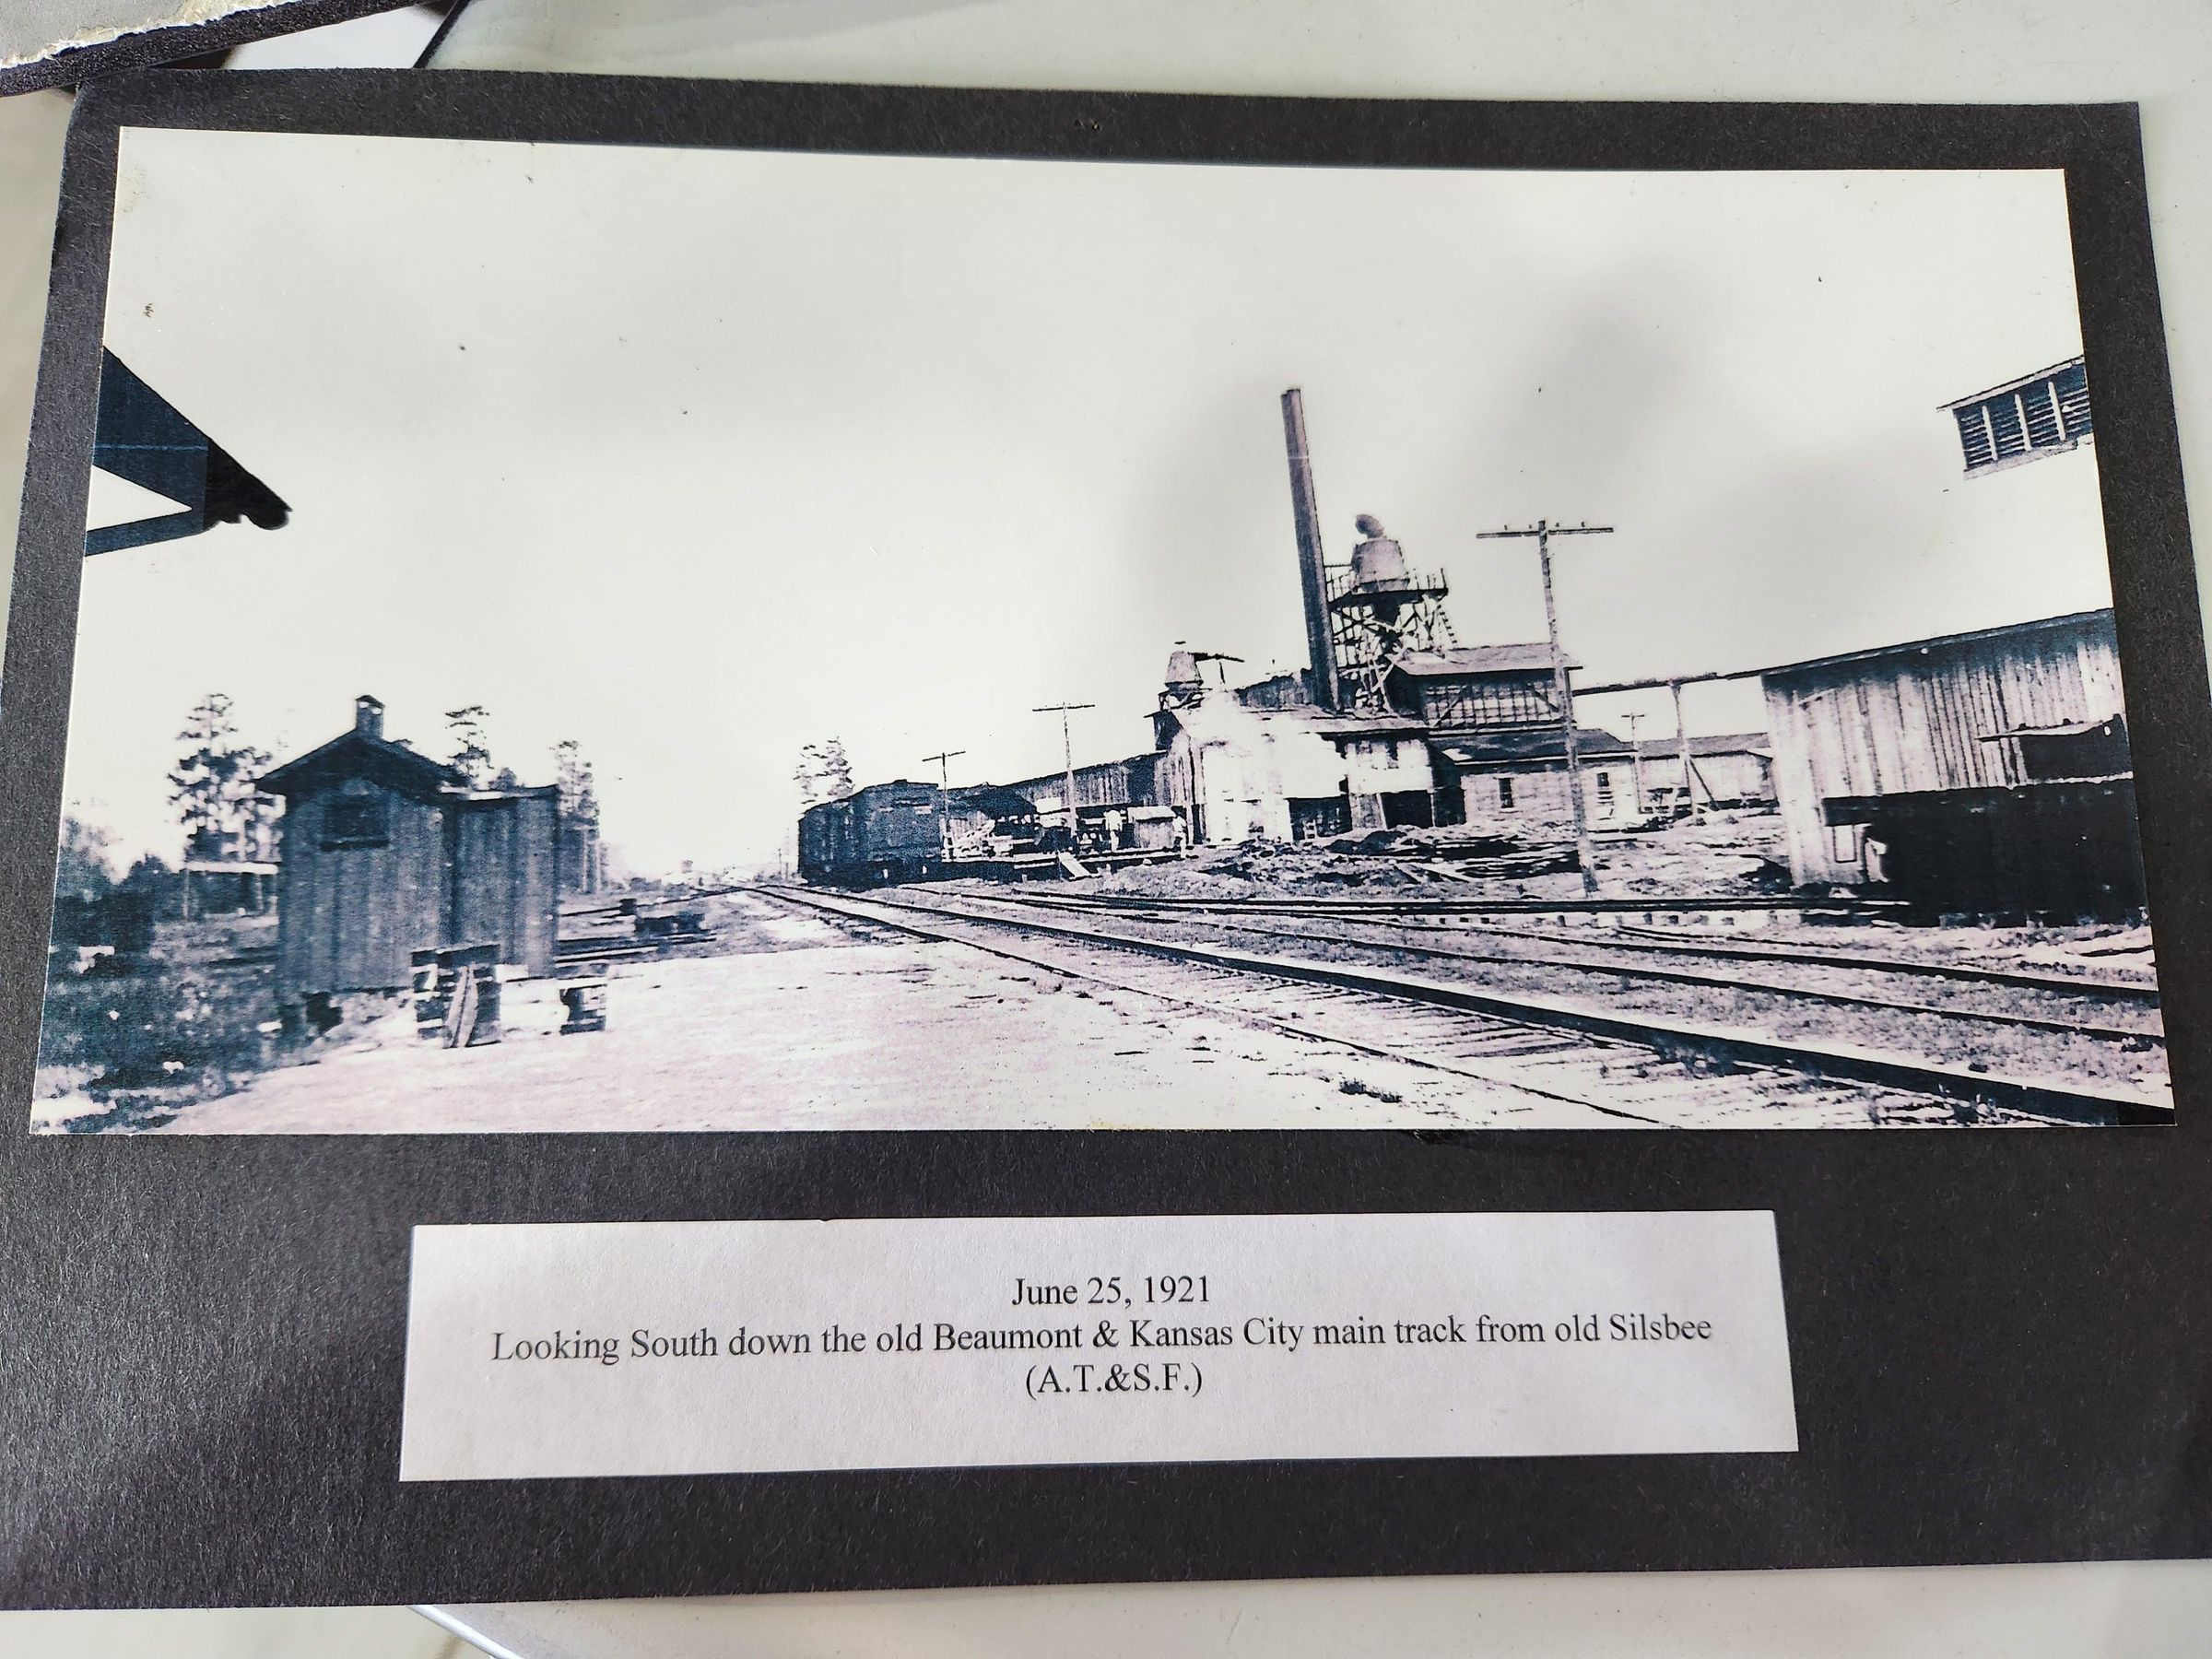 June 25, 1921
Looking South down the old Beaumont & Kansas City main track from old Silsbee
(A.T.&S.F.)